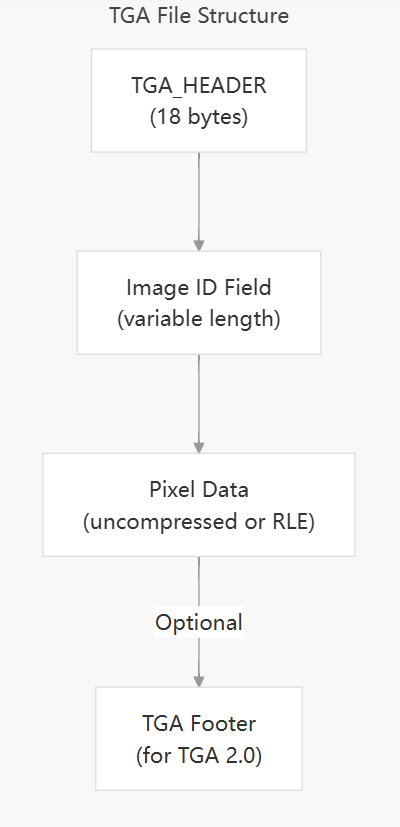 TGA File Structure
TGA_HEADER
(18 bytes)
Image ID Field
(variable length)
Pixel Data
(uncompressed or RLE)
Optional
TGA Footer
(for TGA 2.0)